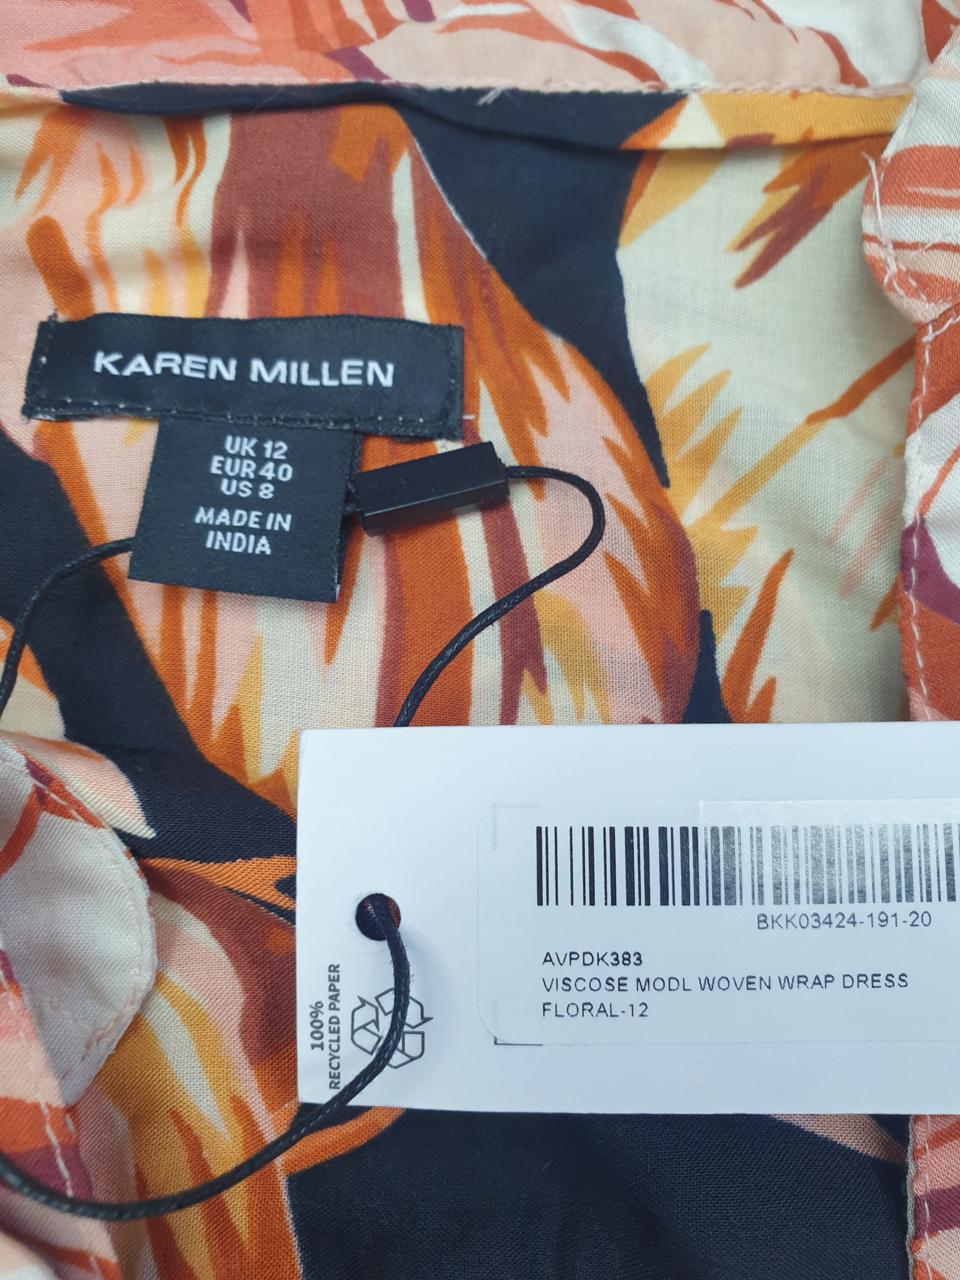 KAREN MILLEN
UK 12
EUR 40
US 8
MADE IN
INDIA
BKK03424-191-20
AVPDK383
VISCOSE MODL WOVEN WRAP DRESS
FLORAL-12
100%
RECYCLED PAPER